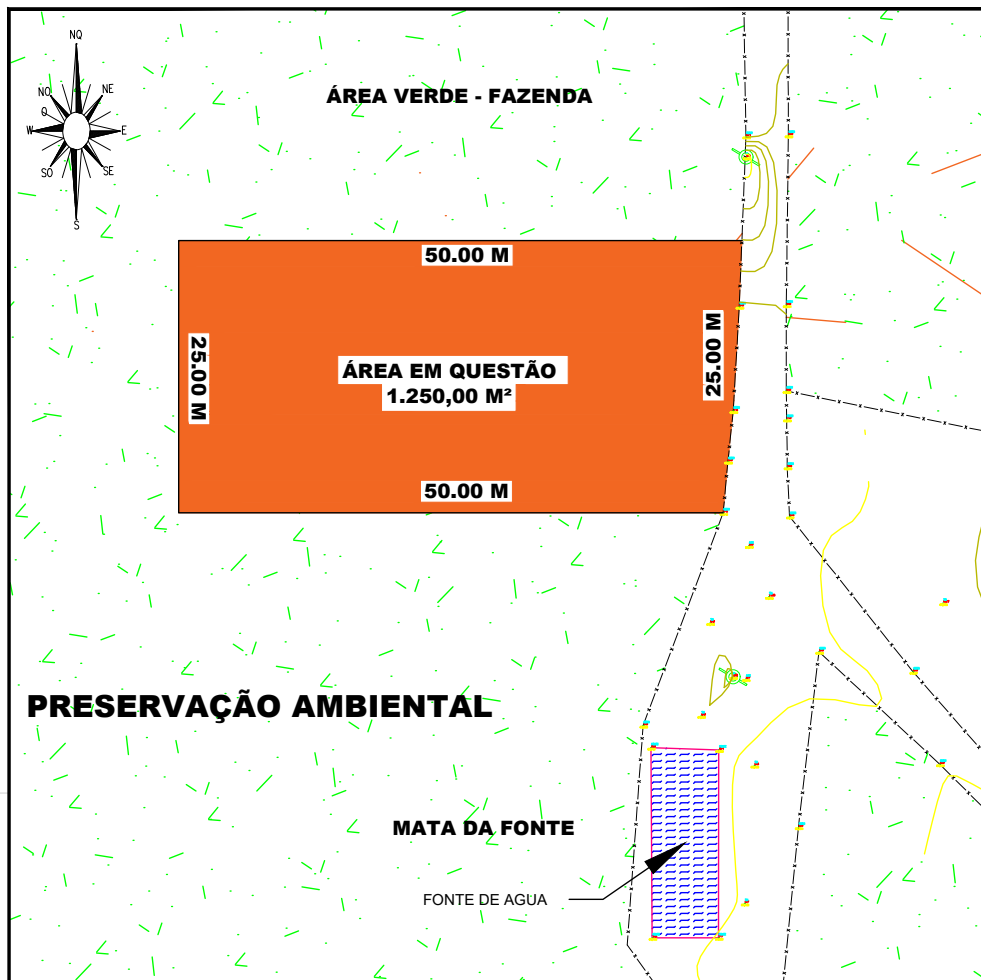 NQ
NO
NE
Q
W
E
SO
SE
S
ÁREA VERDE - FAZENDA
50.00 M
25.00 M
25.00 M
ÁREA EM QUESTÃO
1.250,00 M²
50.00 M
PRESERVAÇÃO AMBIENTAL
MATA DA FONTE
FONTE DE AGUA